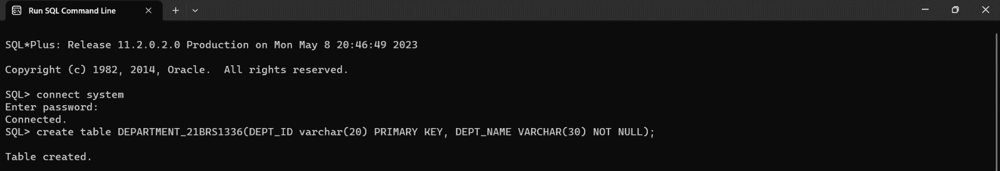 Run SQL Command Line
SQL*Plus: Release 11.2.0.2.0 Production on Mon May 8 20:46:49 2023
Copyright (c) 1982, 2014, Oracle.  All rights reserved.
SQL> connect system
Enter password:
Connected.
SQL> create table DEPARTMENT_21BRS1336(DEPT_ID varchar(20) PRIMARY KEY, DEPT_NAME VARCHAR(30) NOT NULL);
Table created.